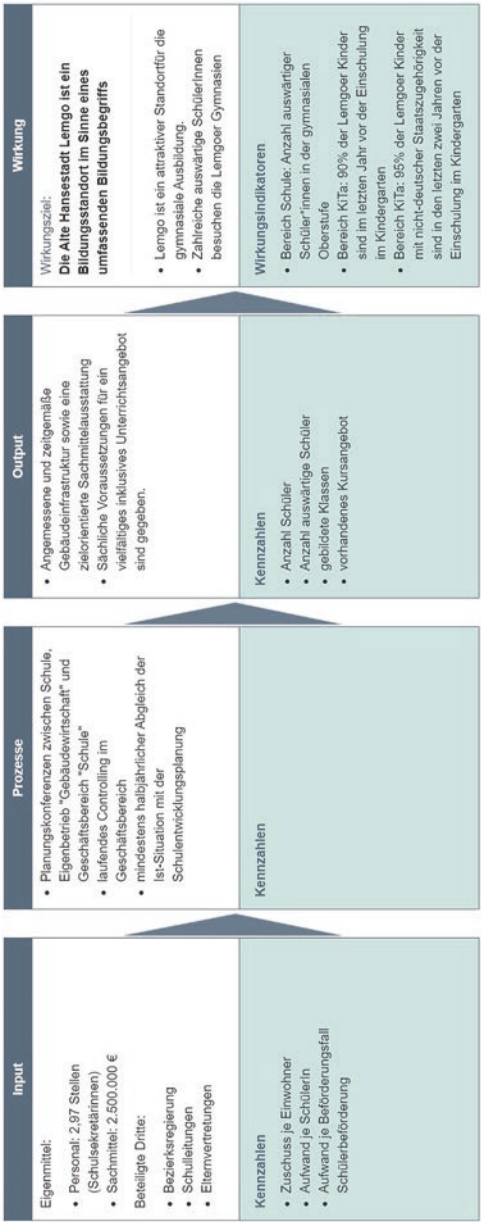 Input
Eigenmittel:
• Personal: 2,97 Stellen
(Schulsekretärinnen)
• Sachmittel: 2.500.000 €
Beteiligte Dritte:
• Bezierksregierung
• Schulleitungen
• Elternvertretungen
Kennzahlen
• Zuschuss je Einwohner
• Aufwand je SchülerIn
• Aufwand je Beförderungsfall
Schülerbeförderung
Prozesse
• Planungskonferenzen zwischen Schule,
Eigenbetrieb "Gebäudewirtschaft" und
Geschäftsbereich "Schule"
• laufendes Controlling im
Geschäftsbereich
• mindestens halbjährlicher Abgleich der
Ist-Situation mit der
Schulentwicklungsplanung
Kennzahlen
Output
• Angemessene und zeitgemäße
Gebäudeinfrastruktur sowie eine
zielorientierte Sachmittelausstattung
• Sächliche Voraussetzungen für ein
vielfältiges inklusives Unterrichtsangebot
sind gegeben.
Kennzahlen
• Anzahl Schüler
• Anzahl auswärtige Schüler
• gebildete Klassen
• vorhandenes Kursangebot
Wirkung
Wirkungsziel:
Die Alte Hansestadt Lemgo ist ein
Bildungsstandort im Sinne eines
umfassenden Bildungsbegriffs
• Lemgo ist ein attraktiver Standortfür die
gymnasiale Ausbildung.
• Zahlreiche auswärtige SchülerInnen
besuchen die Lemgoer Gymnasien
Wirkungsindikatoren
• Bereich Schule: Anzahl auswärtiger
Schüler*innen in der gymnasialen
Oberstufe
• Bereich KiTa: 90% der Lemgoer Kinder
sind im letzten Jahr vor der Einschulung
im Kindergarten
• Bereich KiTa: 95% der Lemgoer Kinder
mit nicht-deutscher Staatszugehörigkeit
sind in den letzten zwei Jahren vor der
Einschulung im Kindergarten